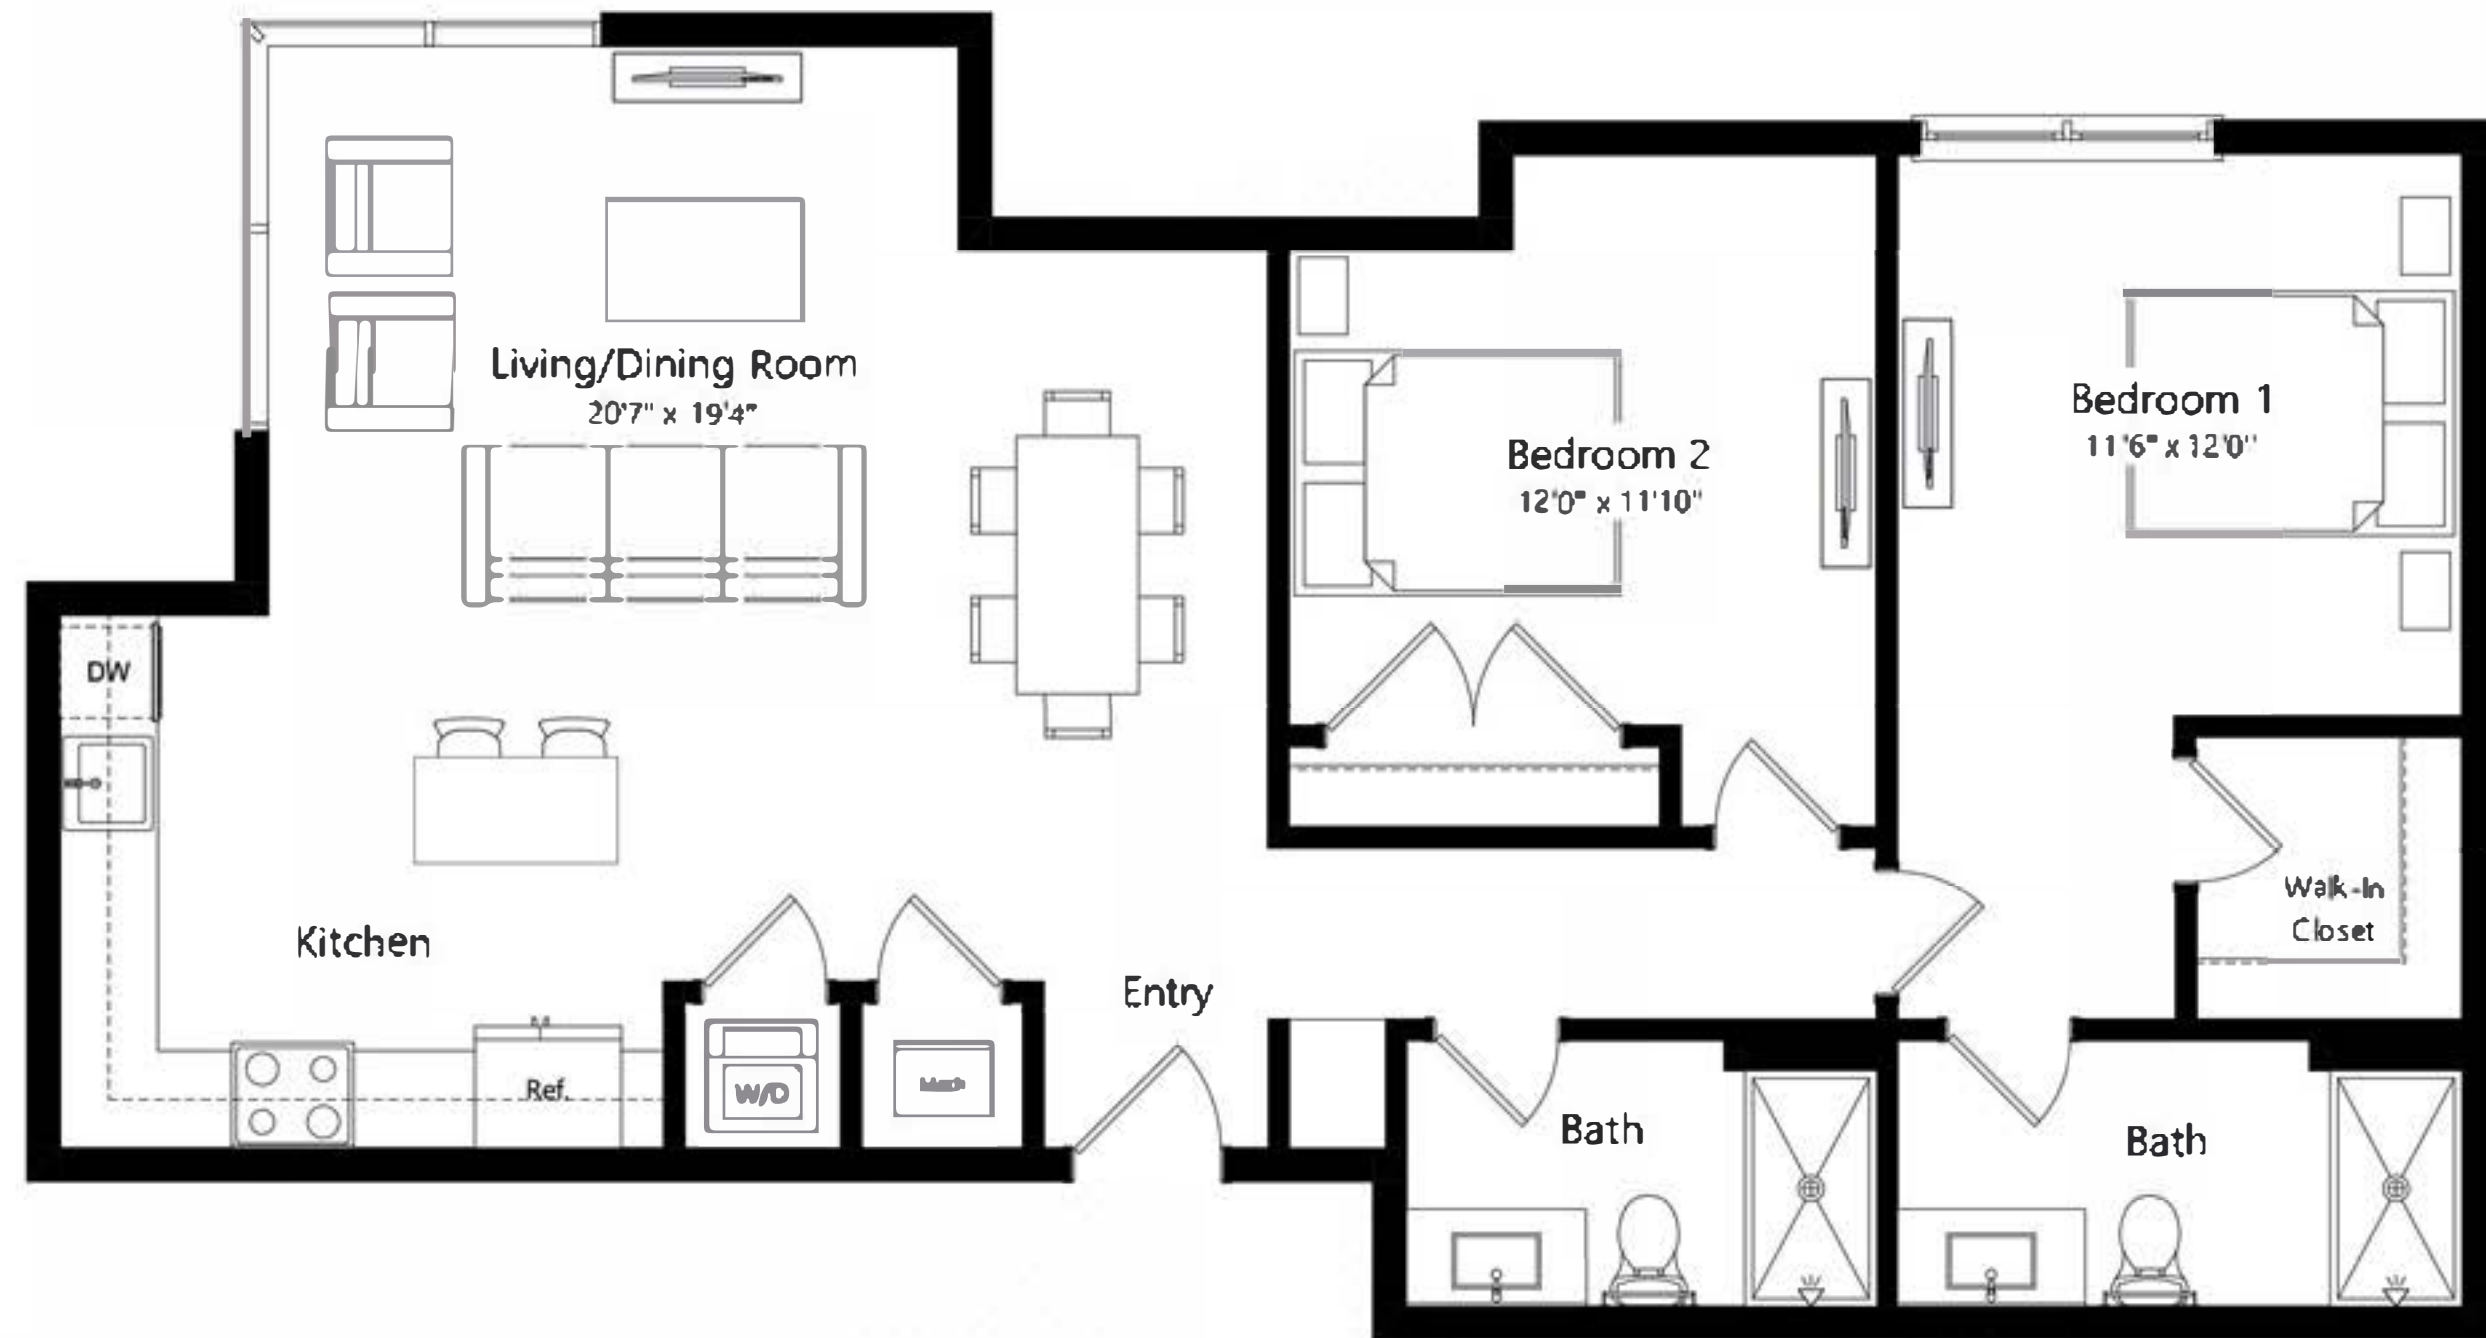 Living/Dining Room
20'7" x 19'4"
Bedroom 2
12'0" x 11'10"
Bedroom 1
11'6" x 12'0"
DW
Kitchen
Ref.
W/D
Entry
Walk-In
Closet
Bath
Bath